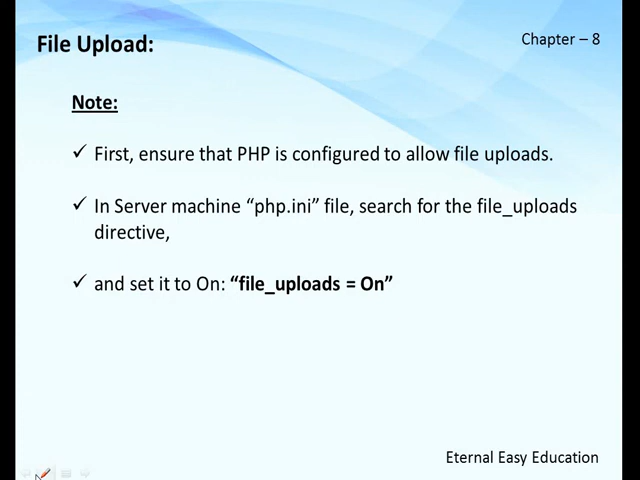 File Upload:
Chapter – 8
Note:
✓ First, ensure that PHP is configured to allow file uploads.
✓ In Server machine “php.ini” file, search for the file_uploads
directive,
✓ and set it to On: “file_uploads = On”
Eternal Easy Education